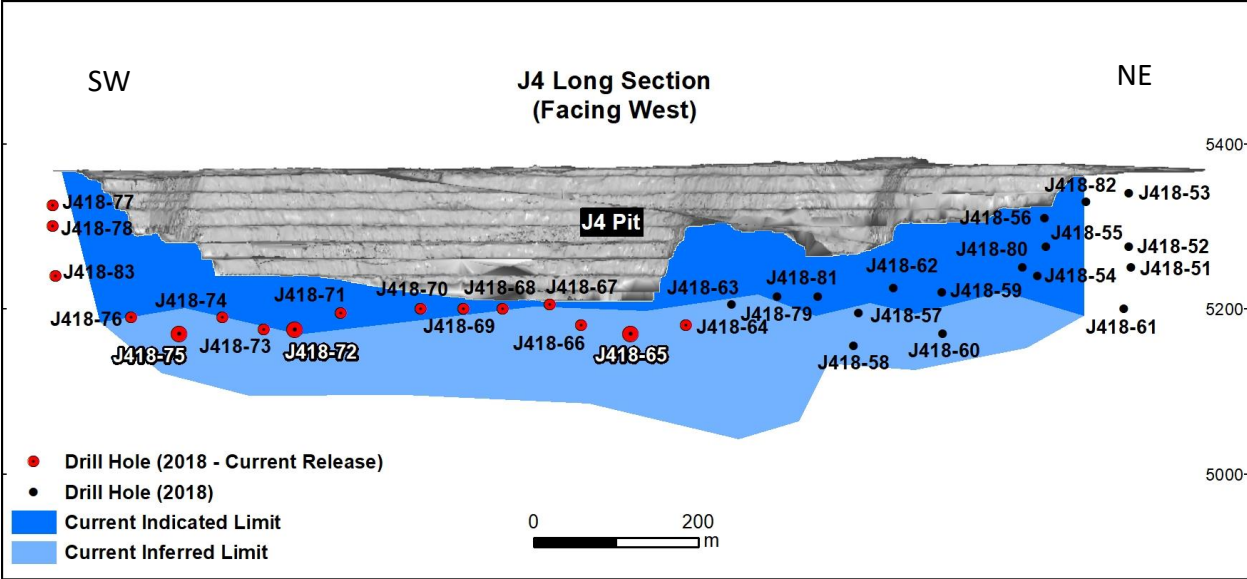 SW
J4 Long Section
(Facing West)
NE
5400
J418-82
J418-53
J418-77
J418-56
J4 Pit
J418-78
J418-55
J418-52
J418-80
J418-51
J418-83
J418-62
J418-54
J418-81
J418-71
J418-70
J418-68
J418-67
J418-63
J418-59
J418-74
5200
J418-76
J418-79
J418-57
J418-61
J418-69
J418-64
J418-73
J418-66
J418-60
J418-75
J418-72
J418-65
J418-58
Drill Hole (2018 - Current Release)
5000
Drill Hole (2018)
Current Indicated Limit
0 200
m
Current Inferred Limit